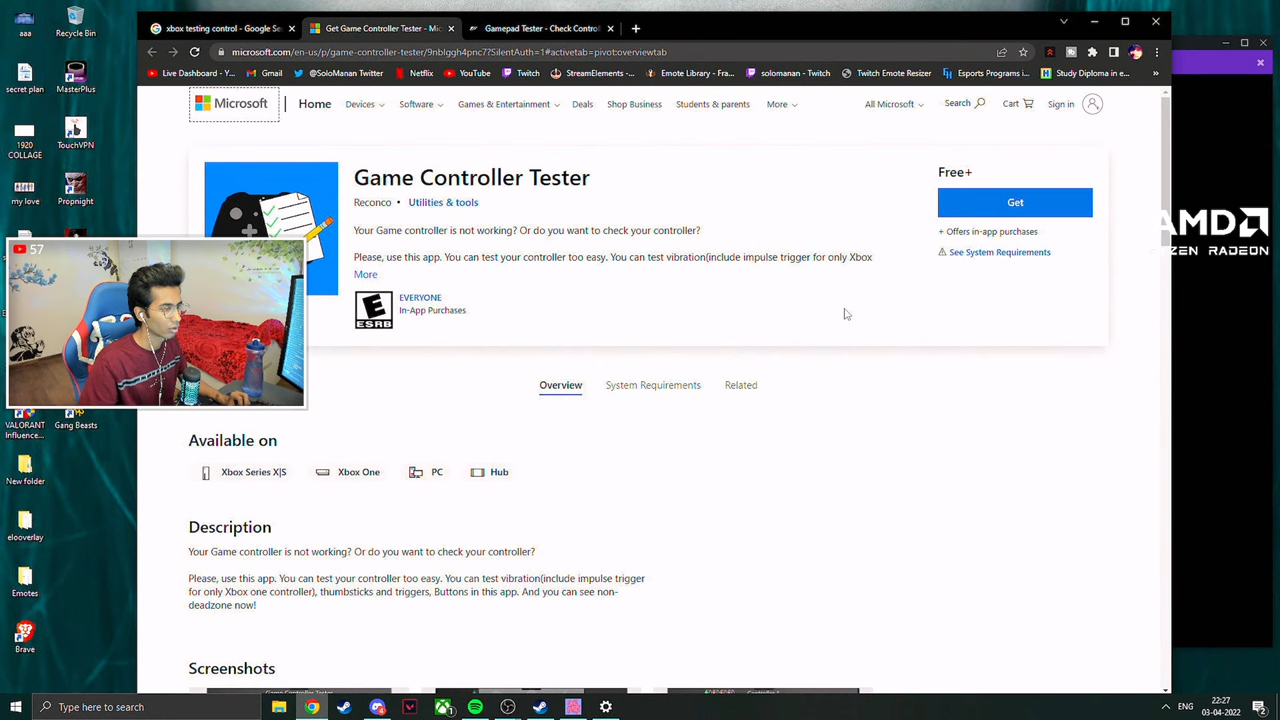 aaa
Recycle Bin
secret plan
MasterPlus
1920
COLLAGE
TouchVPN
my love
Propnight
VALORANT
Influence...
Gang Beasts
New folder
elooverlay
Emotes
Brave
57
xbox testing control - Google Se
Get Game Controller Tester - Mic
Gamepad Tester - Check Control
microsoft.com/en-us/p/game-controller-tester/9nblggh4pnc7?SilentAuth=1#activetab=pivot:overviewtab
Live Dashboard - Y...
Gmail
@SoloManan Twitter
Netflix
YouTube
Twitch
StreamElements - ...
Emote Library - Fra...
solomanan - Twitch
Twitch Emote Resizer
Esports Programs i...
Study Diploma in e...
Microsoft
Home
Devices
Software
Games & Entertainment
Deals
Shop Business
Students & parents
More
All Microsoft
Search
Cart
Sign in
Game Controller Tester
Reconco • Utilities & tools
Your Game controller is not working? Or do you want to check your controller?
Please, use this app. You can test your controller too easy. You can test vibration(include impulse trigger for only Xbox
More
E
ESRB
EVERYONE
In-App Purchases
Free+
Get
+ Offers in-app purchases
See System Requirements
AMD
ZEN RADEON
Overview
System Requirements
Related
Available on
Xbox Series X|S
Xbox One
PC
Hub
Description
Your Game controller is not working? Or do you want to check your controller?
Please, use this app. You can test your controller too easy. You can test vibration(include impulse trigger
for only Xbox one controller), thumbsticks and triggers, Buttons in this app. And you can see non-
deadzone now!
Screenshots
Game Controller Tester
Type here to search
ENG
22:27
03-04-2022